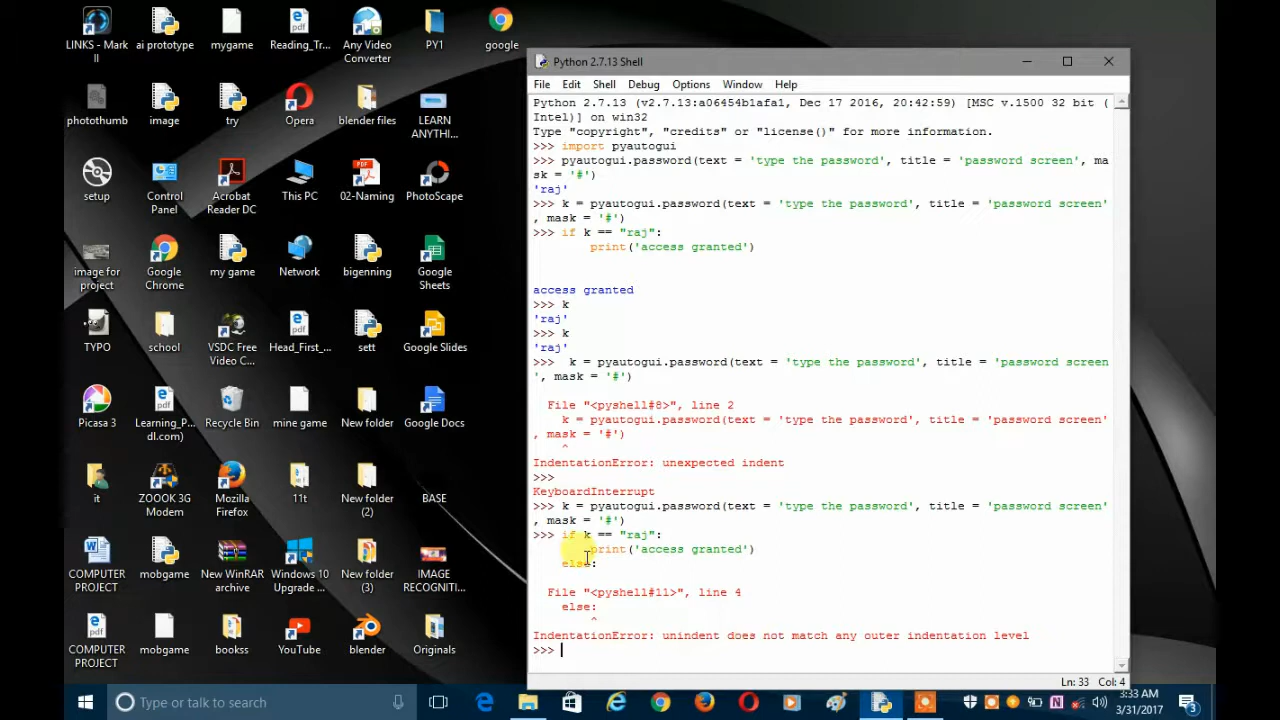 LINKS - Mark II
ai prototype
mygame
Reading_Tr...
Any Video Converter
PY1
google
photothumb
image
try
Opera
blender files
LEARN ANYTHI...
setup
Control Panel
Acrobat Reader DC
This PC
02-Naming
PhotoScape
image for project
Google Chrome
my game
Network
bigenning
Google Sheets
TYPO
school
VSDC Free Video C...
Head_First_...
sett
Google Slides
Picasa 3
Learning_P... dl.com)
Recycle Bin
mine game
New folder
Google Docs
it
ZOOOK 3G Modem
Mozilla Firefox
11t
New folder (2)
BASE
COMPUTER PROJECT
mobgame
New WinRAR archive
Windows 10 Upgrade ...
New folder (3)
IMAGE RECOGNITI...
COMPUTER PROJECT
mobgame
bookss
YouTube
blender
Originals
Python 2.7.13 Shell
File Edit Shell Debug Options Window Help
Python 2.7.13 (v2.7.13:a06454b1afa1, Dec 17 2016, 20:42:59) [MSC v.1500 32 bit (
Intel)] on win32
Type "copyright", "credits" or "license()" for more information.
>>> import pyautogui
>>> pyautogui.password(text = 'type the password', title = 'password screen', ma
sk = '#')
'raj'
>>> k = pyautogui.password(text = 'type the password', title = 'password screen'
, mask = '#')
>>> if k == "raj":
print('access granted')
access granted
>>> k
'raj'
>>> k
'raj'
>>>  k = pyautogui.password(text = 'type the password', title = 'password screen
', mask = '#')
File "<pyshell#8>", line 2
k = pyautogui.password(text = 'type the password', title = 'password screen'
, mask = '#')
^
IndentationError: unexpected indent
>>>
KeyboardInterrupt
>>> k = pyautogui.password(text = 'type the password', title = 'password screen'
, mask = '#')
>>> if k == "raj":
print('access granted')
else:
File "<pyshell#11>", line 4
else:
^
IndentationError: unindent does not match any outer indentation level
>>>
Ln: 33 Col: 4
Type or talk to search
3:33 AM
3/31/2017
3